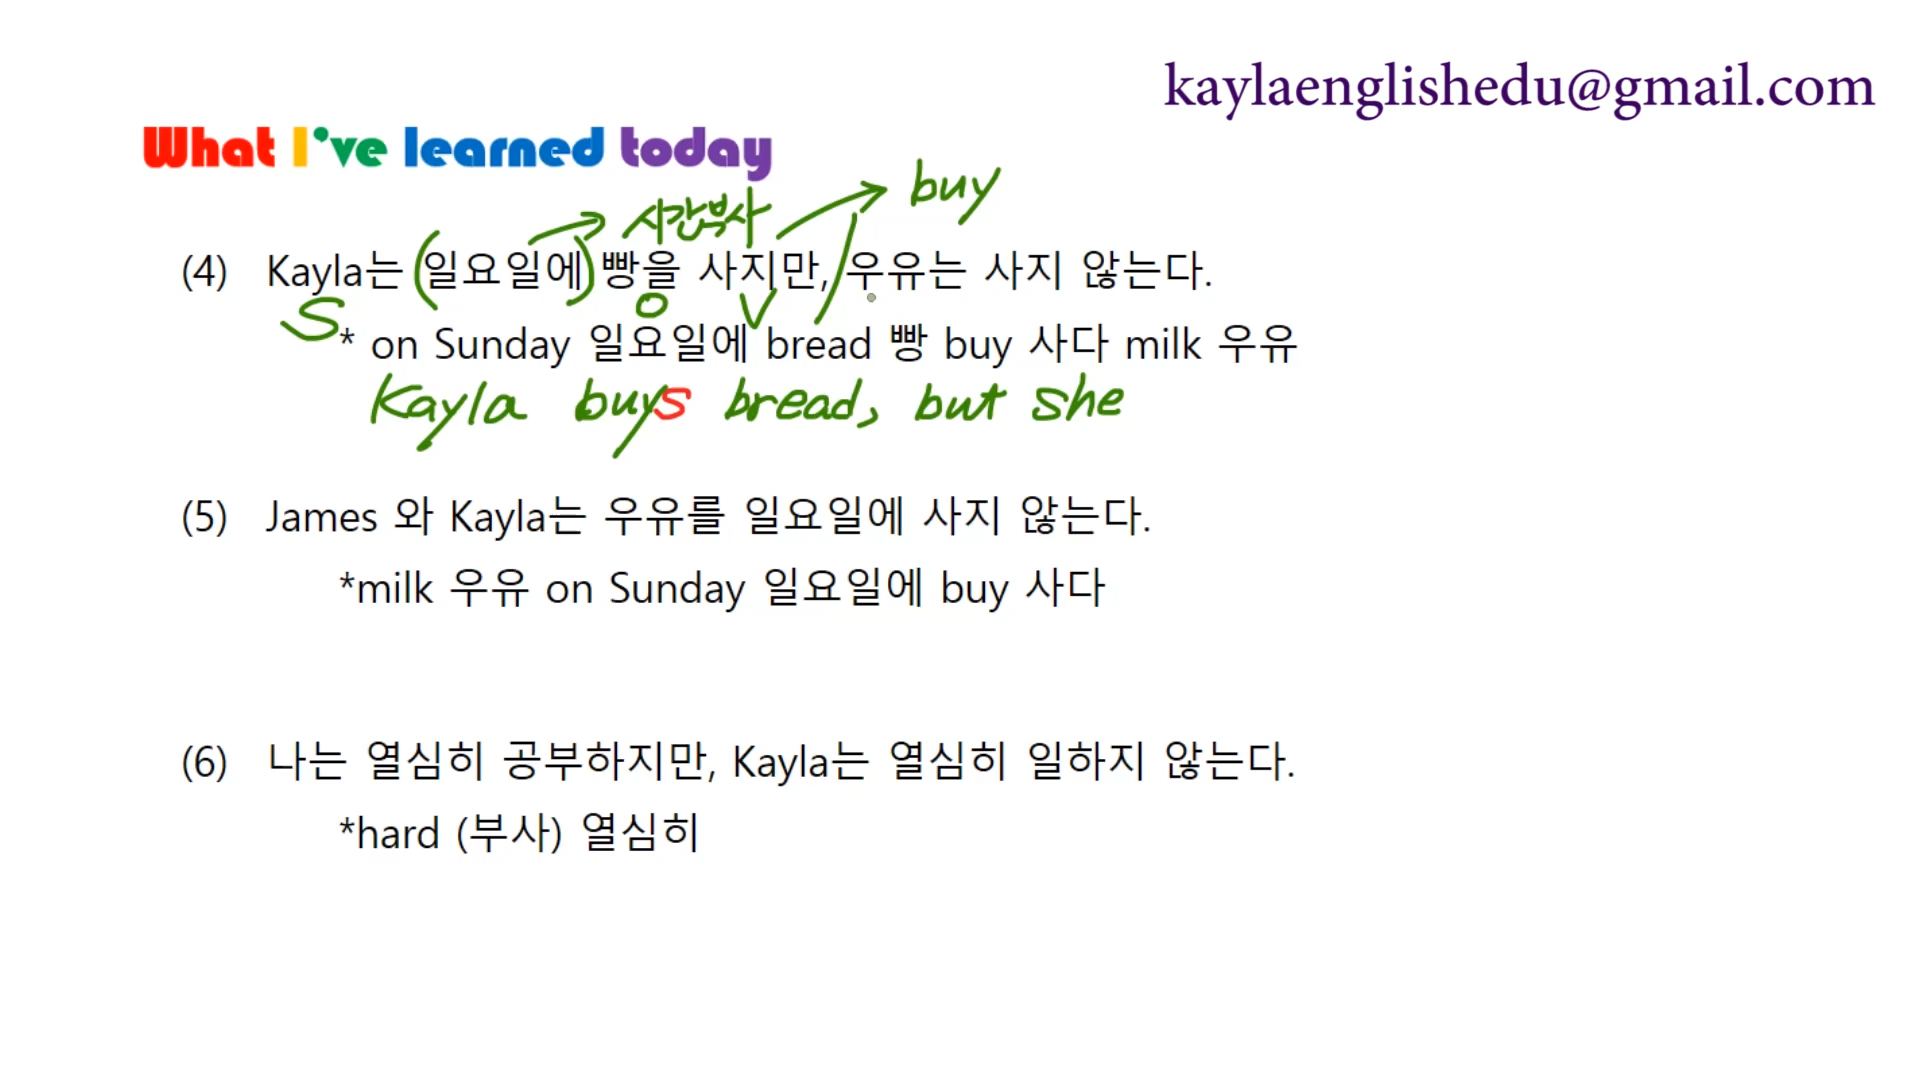 kaylaenglishedu@gmail.com
What I've learned today
buy
시간부사
(4) Kayla는 (일요일에) 빵을 사지만, 우유는 사지 않는다.
S O V
* on Sunday 일요일에 bread 빵 buy 사다 milk 우유
Kayla buys bread, but she
(5) James 와 Kayla는 우유를 일요일에 사지 않는다.
*milk 우유 on Sunday 일요일에 buy 사다
(6) 나는 열심히 공부하지만, Kayla는 열심히 일하지 않는다.
*hard (부사) 열심히